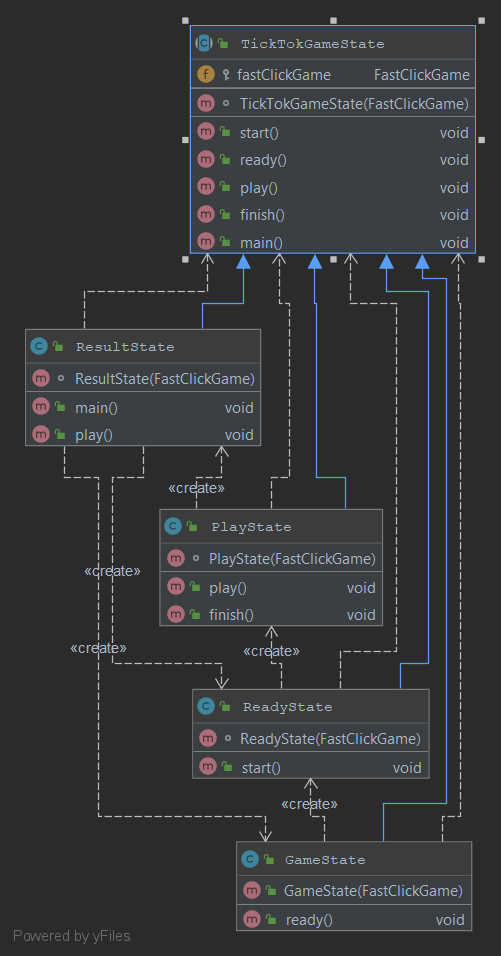 TickTokGameState
fastClickGame FastClickGame
TickTokGameState(FastClickGame)
start() void
ready() void
play() void
finish() void
main() void
ResultState
ResultState(FastClickGame)
main() void
play() void
«create»
PlayState
PlayState(FastClickGame)
play() void
finish() void
«create»
«create»
«create»
ReadyState
ReadyState(FastClickGame)
start() void
«create»
GameState
GameState(FastClickGame)
ready() void
Powered by yFiles